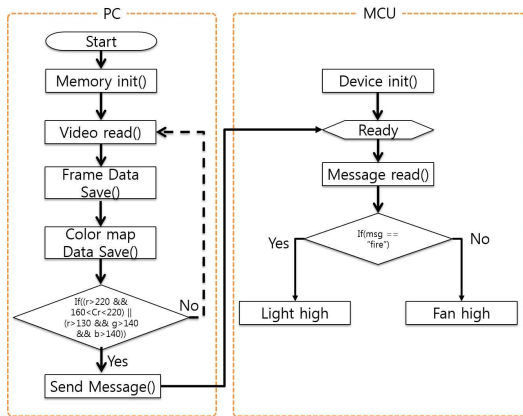 PC
Start
Memory init()
Video read()
Frame Data
Save()
Color map
Data Save()
If((r>220 &&
160<Cr<220) ||
(r>130 && g>140
&& b>140))
No
Yes
Send Message()
MCU
Device init()
Ready
Message read()
If(msg ==
"fire")
Yes
No
Light high
Fan high